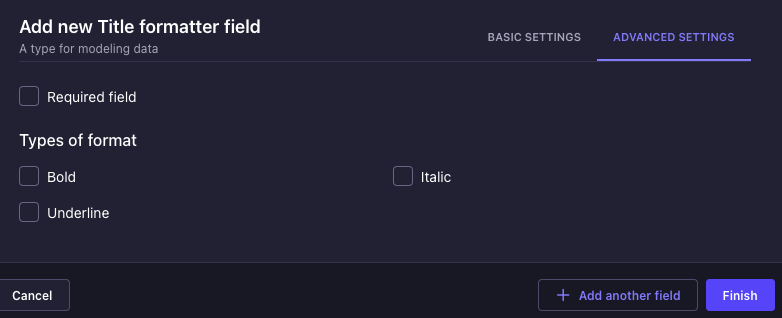 Add new Title formatter field
A type for modeling data
BASIC SETTINGS
ADVANCED SETTINGS
Required field
Types of format
Bold
Italic
Underline
Cancel
Add another field
Finish